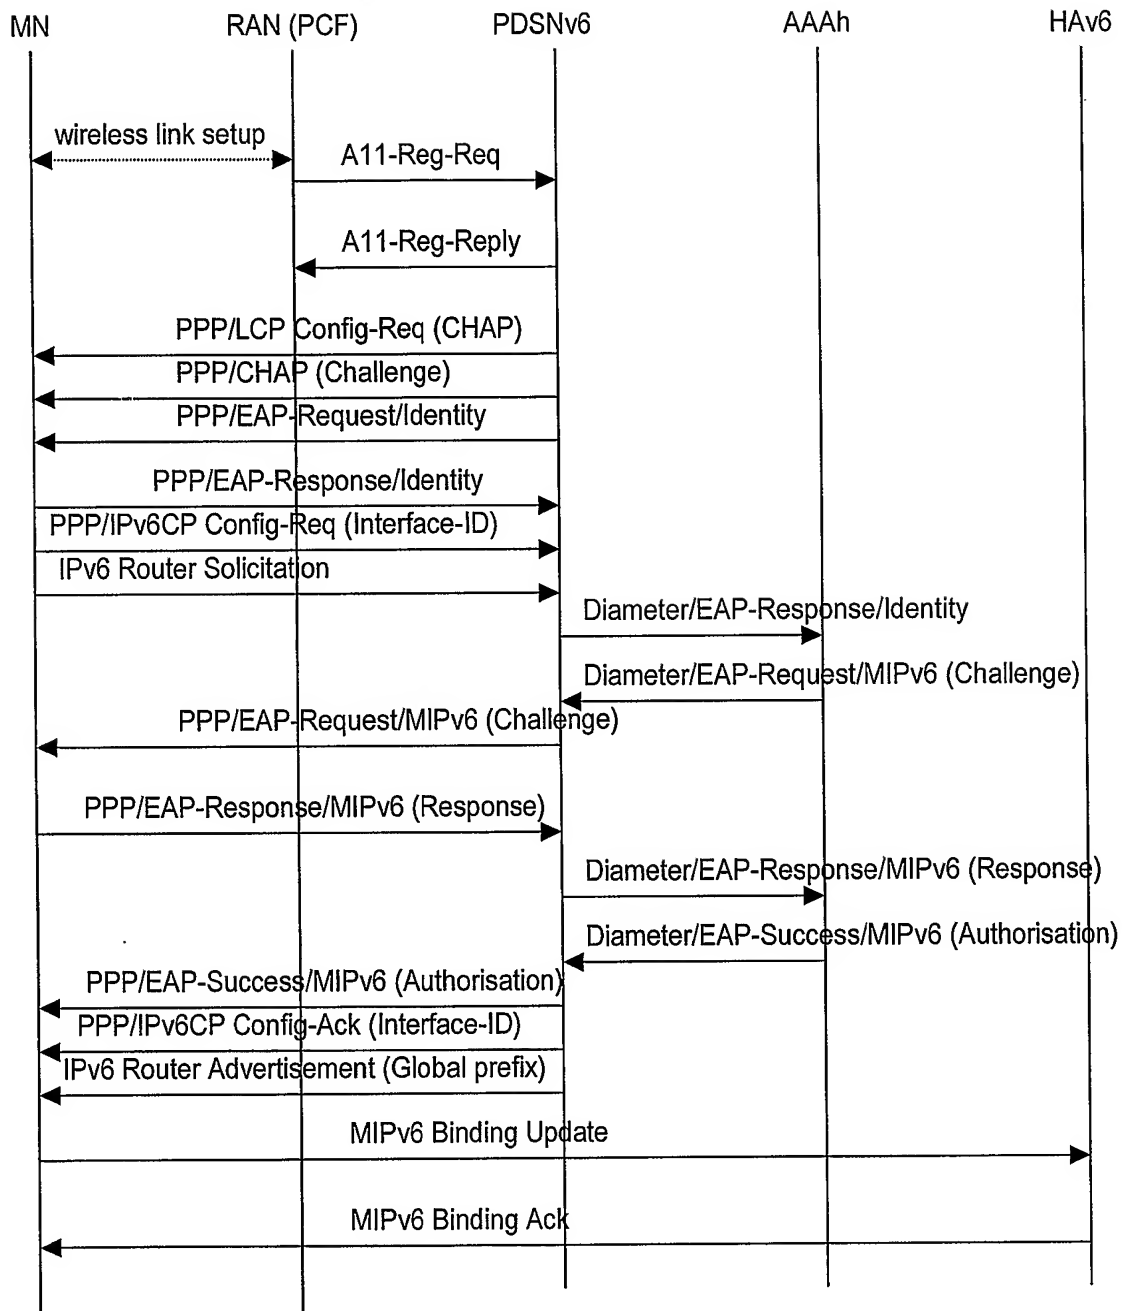 MN RAN (PCF) PDSNv6 AAAh HAv6
wireless link setup
A11-Reg-Req
A11-Reg-Reply
PPP/LCP Config-Req (CHAP)
PPP/CHAP (Challenge)
PPP/EAP-Request/Identity
PPP/EAP-Response/Identity
PPP/IPv6CP Config-Req (Interface-ID)
IPv6 Router Solicitation
Diameter/EAP-Response/Identity
Diameter/EAP-Request/MIPv6 (Challenge)
PPP/EAP-Request/MIPv6 (Challenge)
PPP/EAP-Response/MIPv6 (Response)
Diameter/EAP-Response/MIPv6 (Response)
Diameter/EAP-Success/MIPv6 (Authorisation)
PPP/EAP-Success/MIPv6 (Authorisation)
PPP/IPv6CP Config-Ack (Interface-ID)
IPv6 Router Advertisement (Global prefix)
MIPv6 Binding Update
MIPv6 Binding Ack